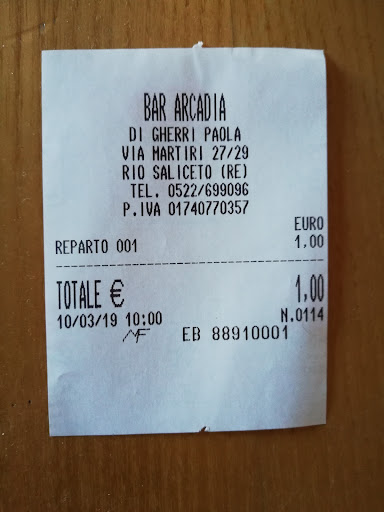 BAR ARCADIA
DI GHERRI PAOLA
VIA MARTIRI 27/29
RIO SALICETO (RE)
TEL. 0522/699096
P.IVA 01740770357
EURO
REPARTO 001 1,00
TOTALE € 1,00
10/03/19 10:00 N.0114
MF EB 88910001